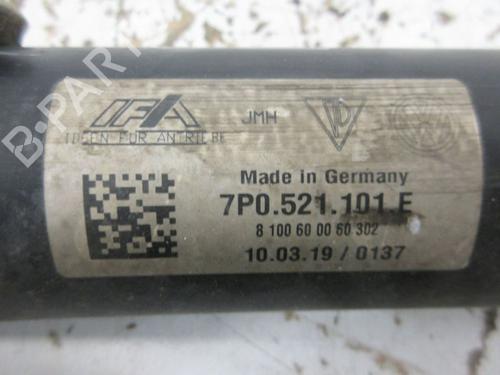 IFA
IDEEN FÜR ANTRIEBE
JMH
Made in Germany
7P0.521.101.E
8 100 60 00 60 302
10.03.19 / 0137
B-PARTS